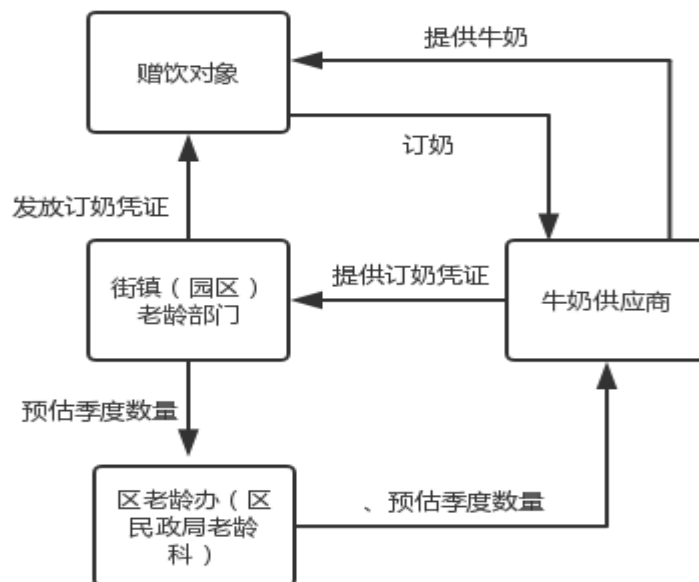 提供牛奶
赠饮对象
订奶
发放订奶凭证
街镇（园区）
老龄部门
提供订奶凭证
牛奶供应商
预估季度数量
区老龄办（区
民政局老龄
科）
、预估季度数量